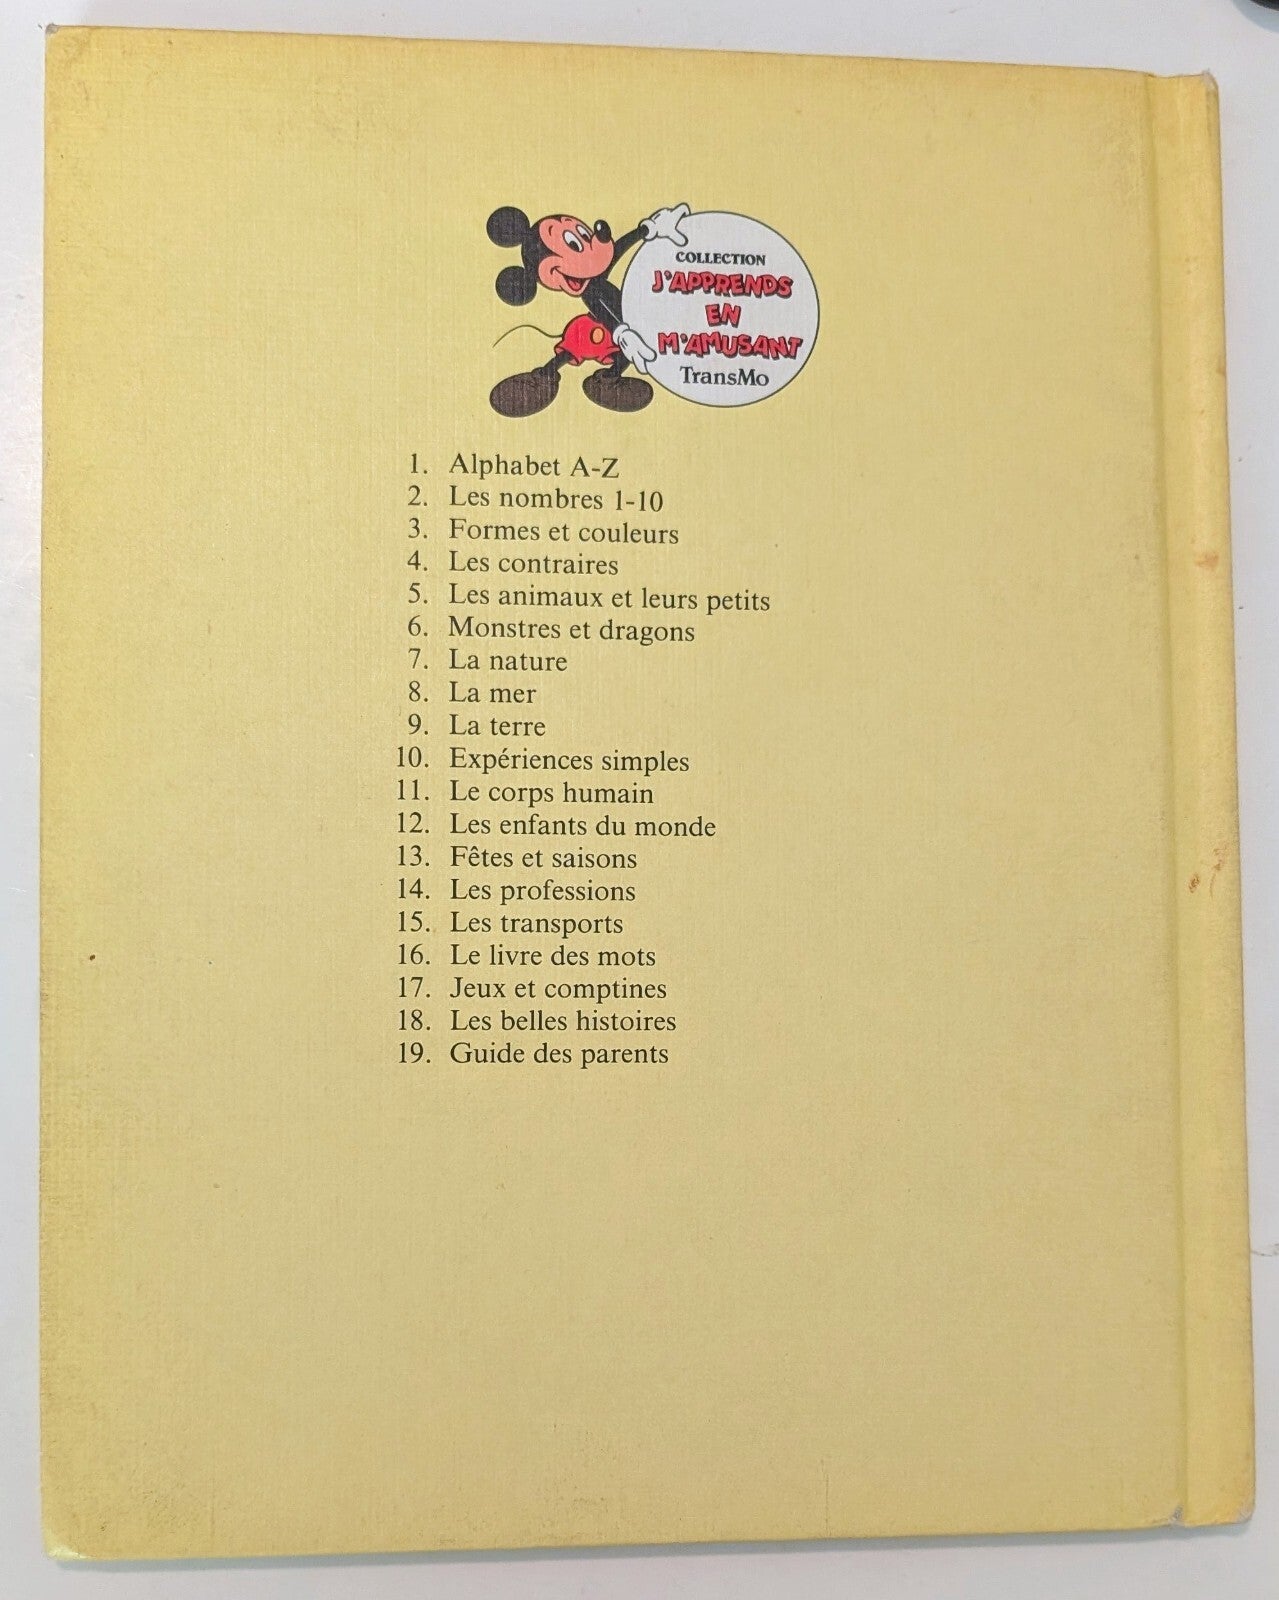 COLLECTION
J'APPRENDS
EN
M'AMUSANT
TransMo
1. Alphabet A-Z
2. Les nombres 1-10
3. Formes et couleurs
4. Les contraires
5. Les animaux et leurs petits
6. Monstres et dragons
7. La nature
8. La mer
9. La terre
10. Expériences simples
11. Le corps humain
12. Les enfants du monde
13. Fêtes et saisons
14. Les professions
15. Les transports
16. Le livre des mots
17. Jeux et comptines
18. Les belles histoires
19. Guide des parents